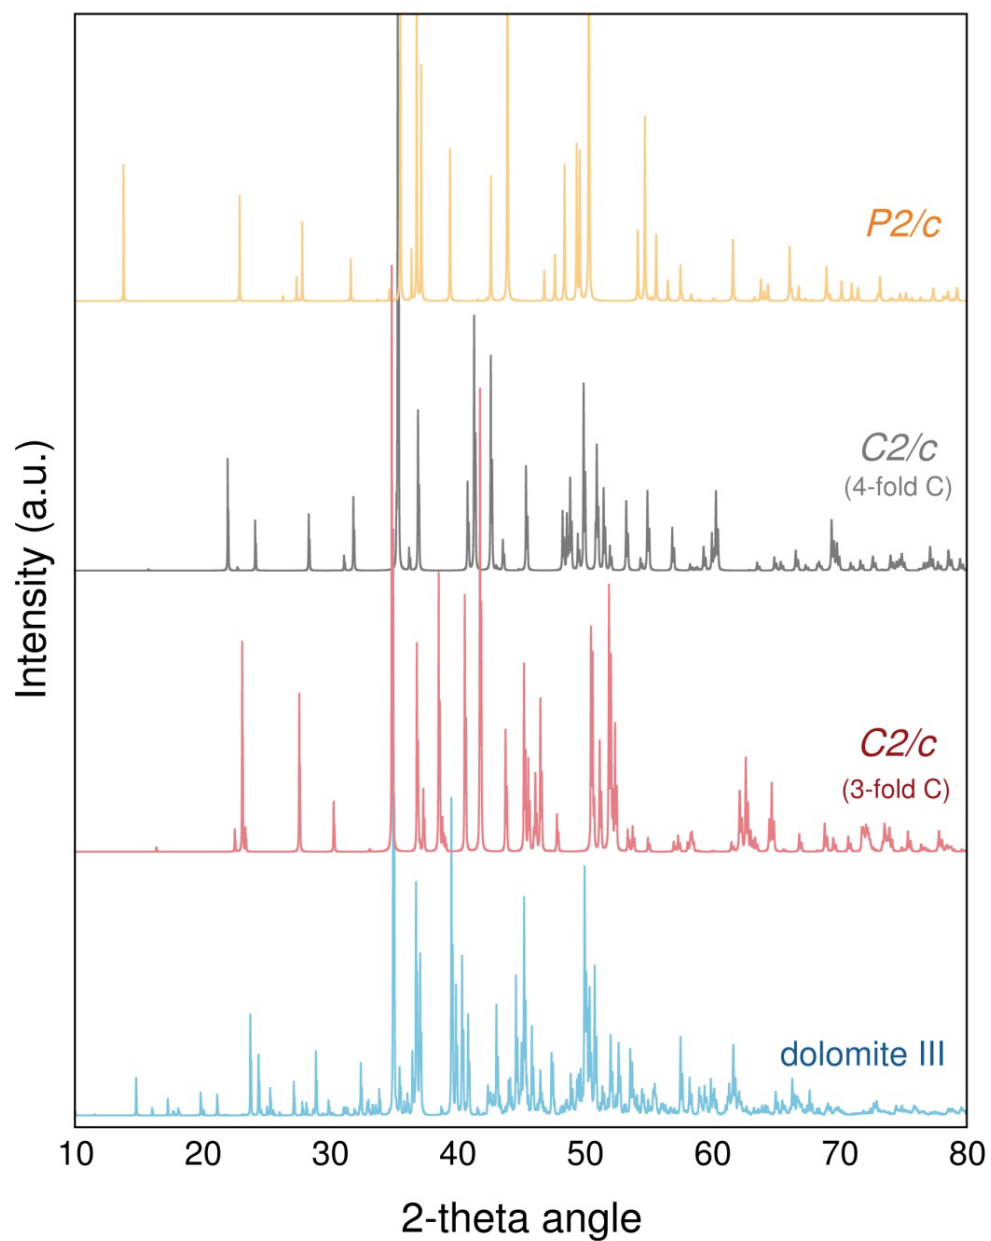 P2/c
C2/c
(4-fold C)
C2/c
(3-fold C)
dolomite III
Intensity (a.u.)
10 20 30 40 50 60 70 80
2-theta angle